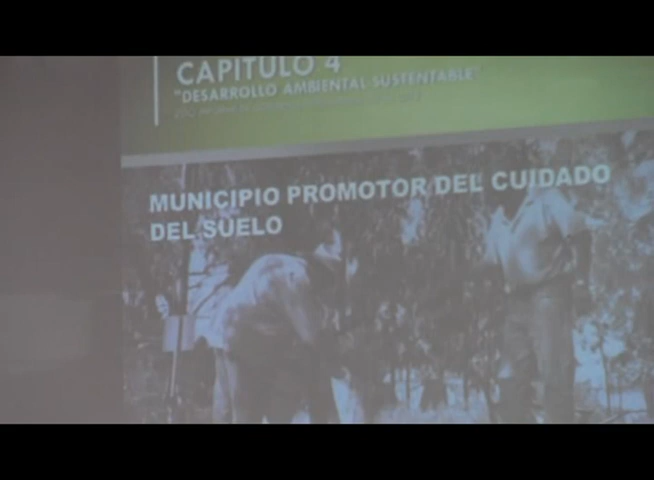 CAPITULO 4
"DESARROLLO AMBIENTAL SUSTENTABLE"
MUNICIPIO PROMOTOR DEL CUIDADO
DEL SUELO